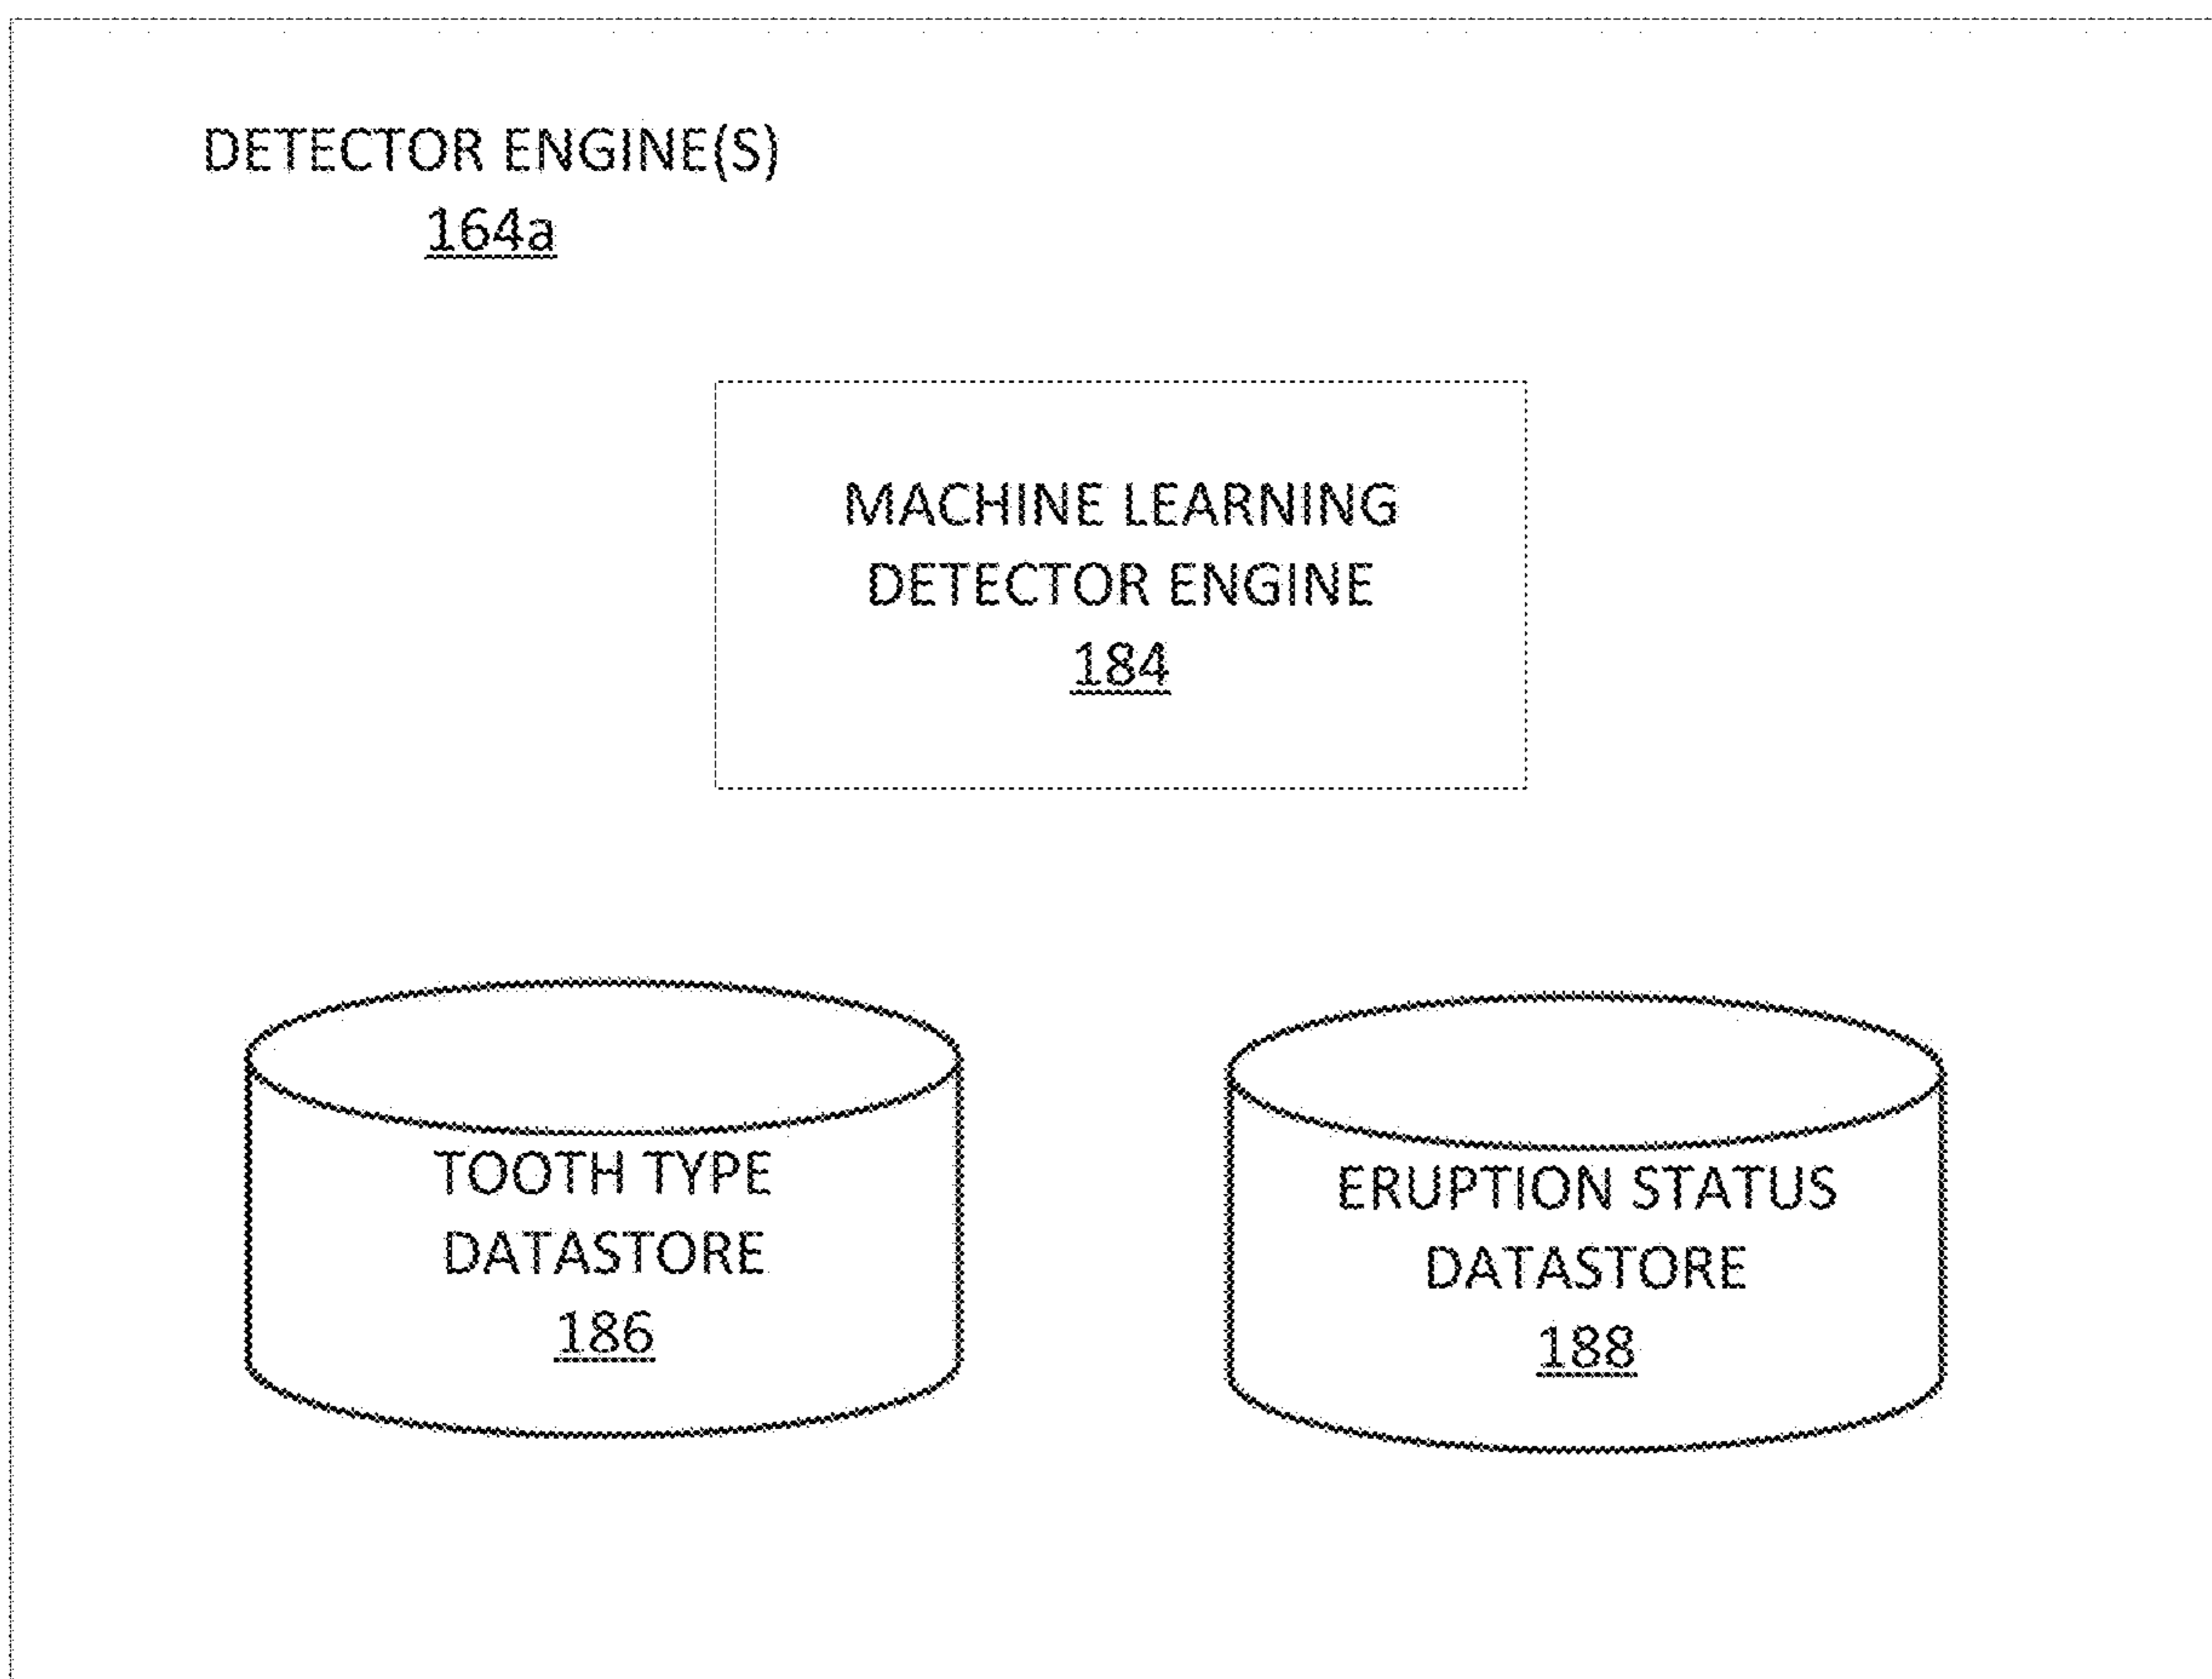 DETECTOR ENGINE(S)
164a
MACHINE LEARNING
DETECTOR ENGINE
184
TOOTH TYPE
DATASTORE
186
ERUPTION STATUS
DATASTORE
188